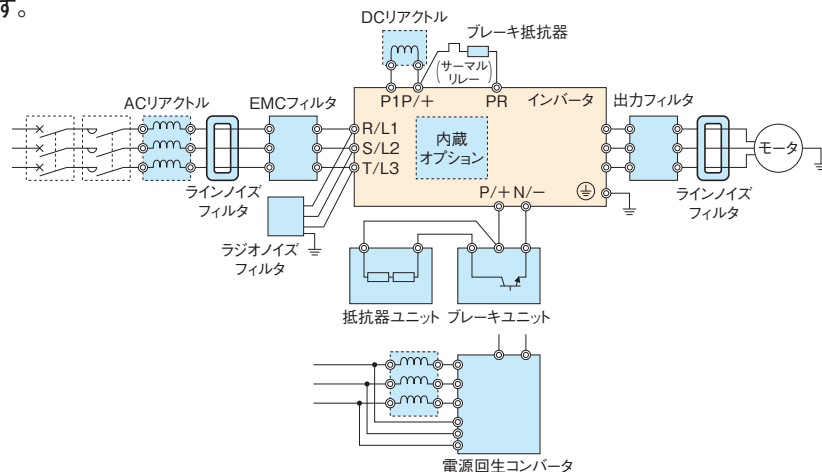 す。
DCリアクトル
ブレーキ抵抗器
(サーマル
リレー)
ACリアクトル
EMCフィルタ
P1 P/+
PR
インバータ
出力フィルタ
R/L1
S/L2
T/L3
内蔵
オプション
モータ
P/+ N/−
ラインノイズ
フィルタ
ラインノイズ
フィルタ
ラジオノイズ
フィルタ
抵抗器ユニット
ブレーキユニット
電源回生コンバータ